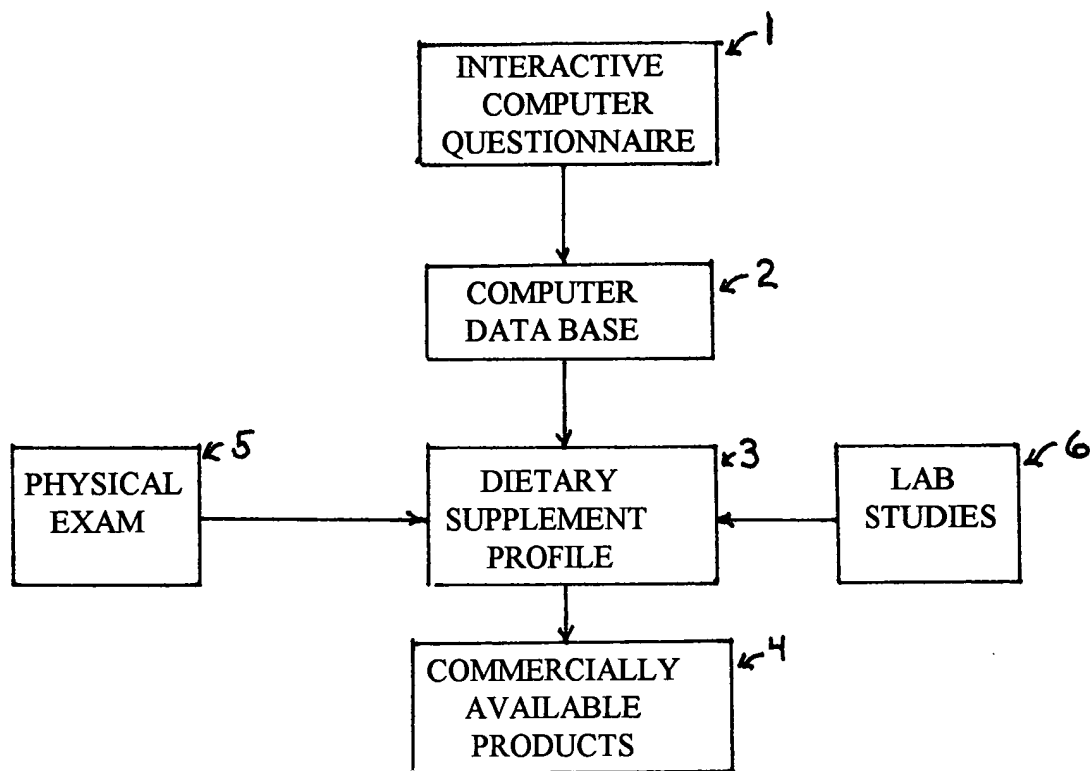 1
INTERACTIVE
COMPUTER
QUESTIONNAIRE
2
COMPUTER
DATA BASE
5
PHYSICAL
EXAM
3
DIETARY
SUPPLEMENT
PROFILE
6
LAB
STUDIES
4
COMMERCIALLY
AVAILABLE
PRODUCTS